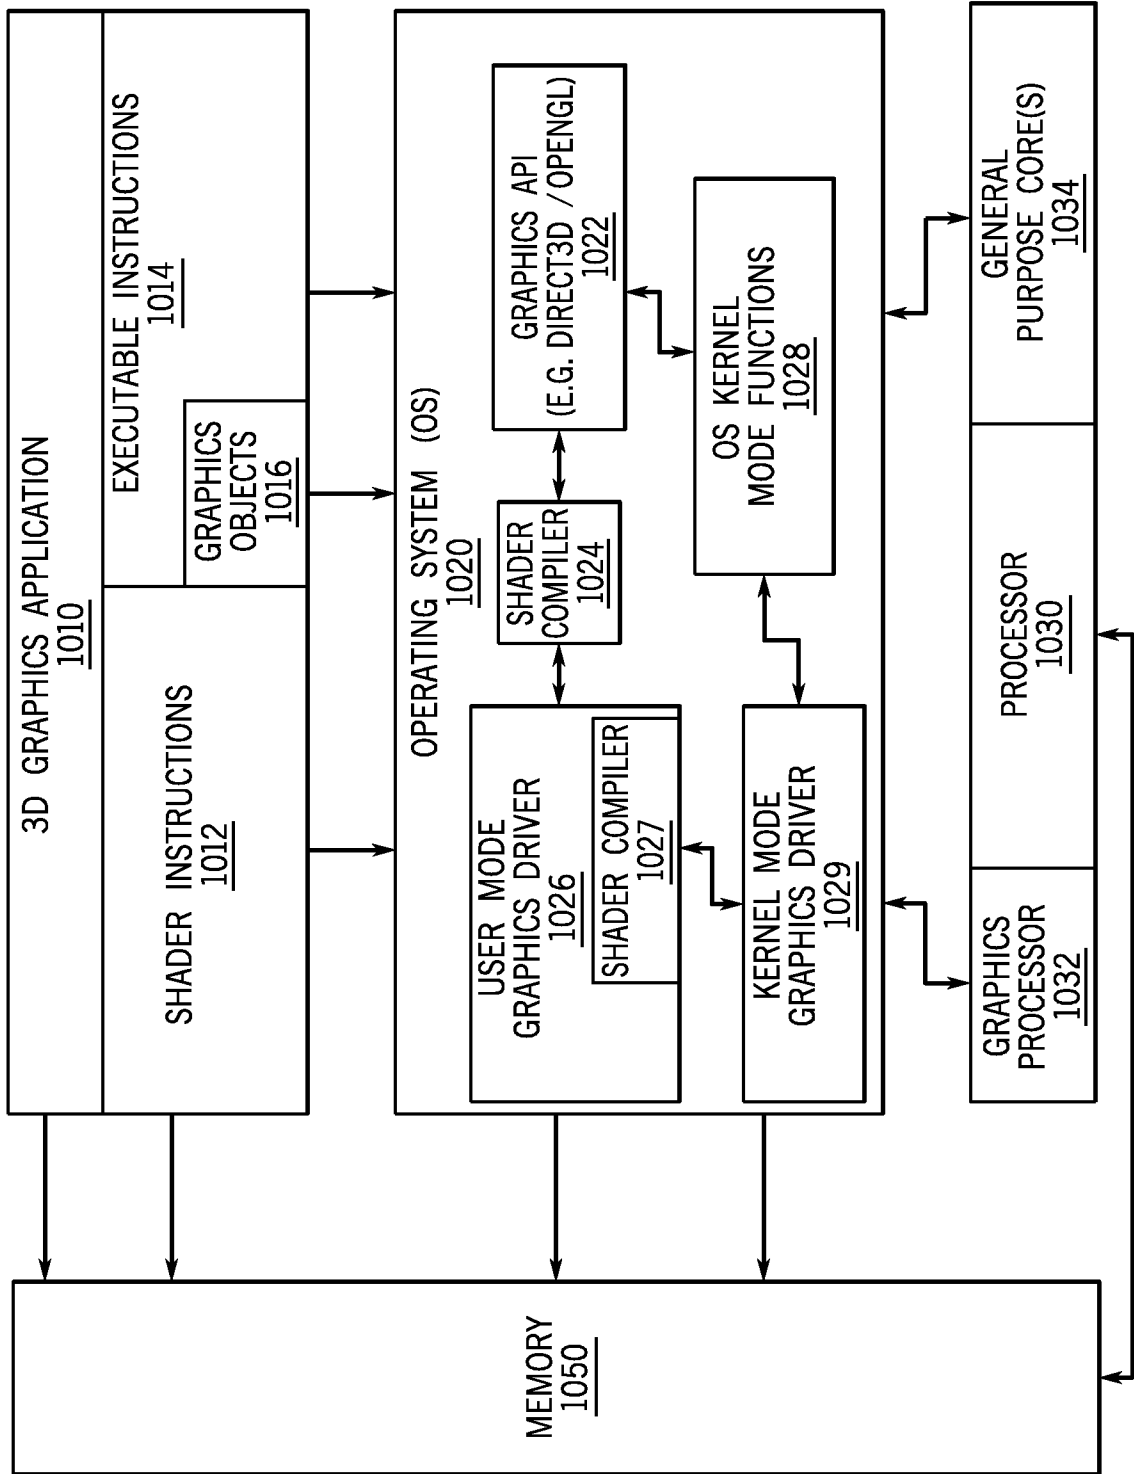 3D GRAPHICS APPLICATION
1010
SHADER INSTRUCTIONS
1012
EXECUTABLE INSTRUCTIONS
1014
GRAPHICS
OBJECTS
1016
OPERATING SYSTEM (OS)
1020
USER MODE
GRAPHICS DRIVER
1026
SHADER COMPILER
1027
SHADER
COMPILER
1024
GRAPHICS API
(E.G. DIRECT3D /OPENGL)
1022
KERNEL MODE
GRAPHICS DRIVER
1029
OS KERNEL
MODE FUNCTIONS
1028
GRAPHICS
PROCESSOR
1032
PROCESSOR
1030
GENERAL
PURPOSE CORE(S)
1034
MEMORY
1050